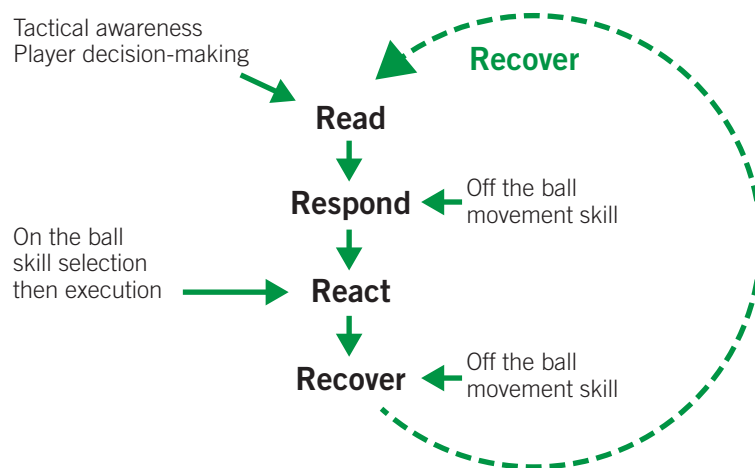 Tactical awareness
Player decision-making
Recover
Read
Respond
Off the ball
movement skill
On the ball
skill selection
then execution
React
Recover
Off the ball
movement skill